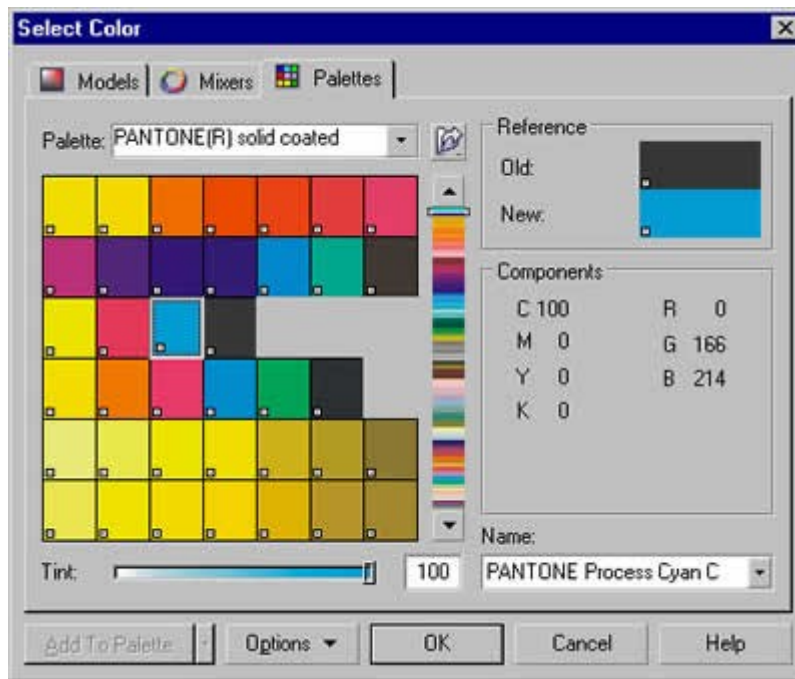 Select Color
Models Mixers Palettes
Palette: PANTONE(R) solid coated
Reference
Old:
New:
Components
C 100 R 0
M 0 G 166
Y 0 B 214
K 0
Name:
Tint: 100 PANTONE Process Cyan C
Add To Palette Options OK Cancel Help